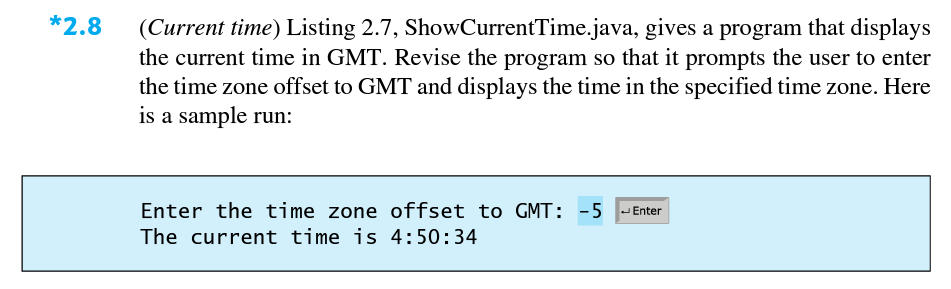 *2.8 (Current time) Listing 2.7, ShowCurrentTime.java, gives a program that displays
the current time in GMT. Revise the program so that it prompts the user to enter
the time zone offset to GMT and displays the time in the specified time zone. Here
is a sample run:
Enter the time zone offset to GMT: -5 ↵Enter
The current time is 4:50:34